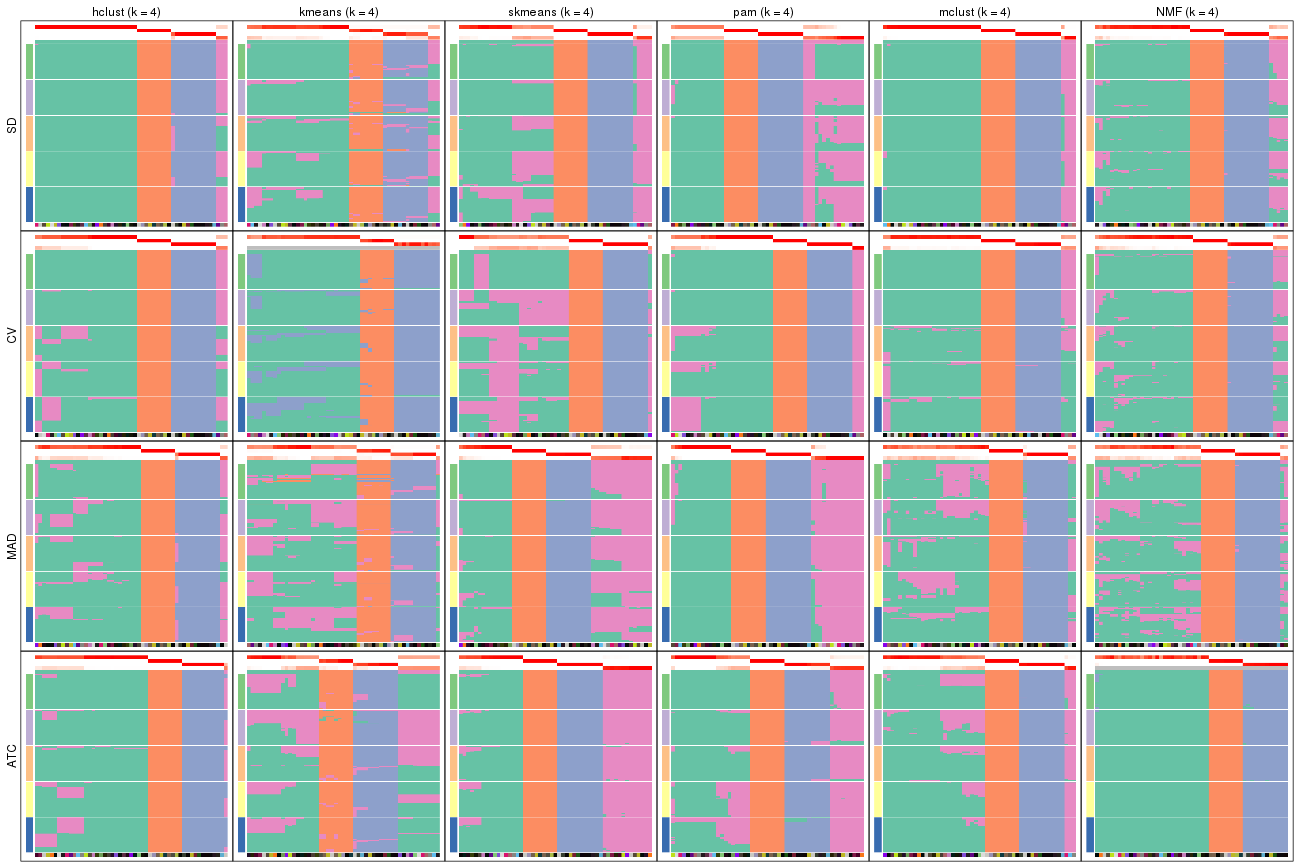 hclust (k = 4)
kmeans (k = 4)
skmeans (k = 4)
pam (k = 4)
mclust (k = 4)
NMF (k = 4)
SD
CV
MAD
ATC